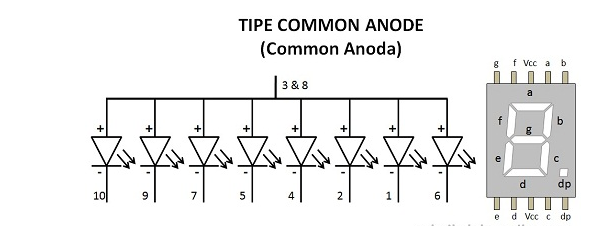 TIPE COMMON ANODE
(Common Anoda)
3 & 8
+ + + + + + + +
- - - - - - - -
10 9 7 5 4 2 1 6
g f Vcc a b
a
f b
g
e c
d dp
e d Vcc c dp